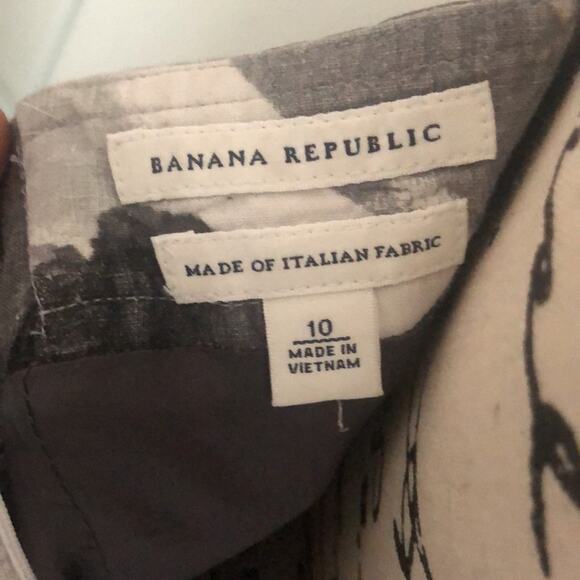 BANANA REPUBLIC
MADE OF ITALIAN FABRIC
10
MADE IN
VIETNAM